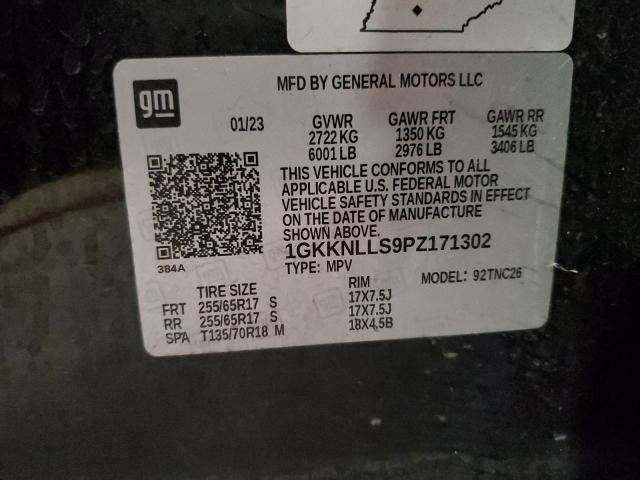 gm
MFD BY GENERAL MOTORS LLC
01/23 GVWR GAWR FRT GAWR RR
2722 KG 1350 KG 1545 KG
6001 LB 2976 LB 3406 LB
THIS VEHICLE CONFORMS TO ALL
APPLICABLE U.S. FEDERAL MOTOR
VEHICLE SAFETY STANDARDS IN EFFECT
ON THE DATE OF MANUFACTURE
SHOWN ABOVE.
384A
1GKKNLLS9PZ171302
TYPE: MPV MODEL: 92TNC26
TIRE SIZE RIM
FRT 255/65R17 S 17X7.5J
RR 255/65R17 S 17X7.5J
SPA T135/70R18 M 18X4.5B